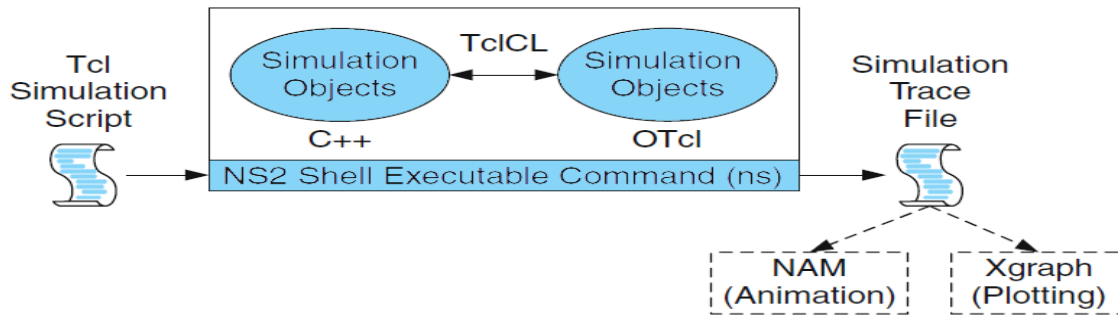 Tcl
Simulation
Script
Simulation
Objects
C++
TclCL
Simulation
Objects
OTcl
NS2 Shell Executable Command (ns)
Simulation
Trace
File
NAM
(Animation)
Xgraph
(Plotting)